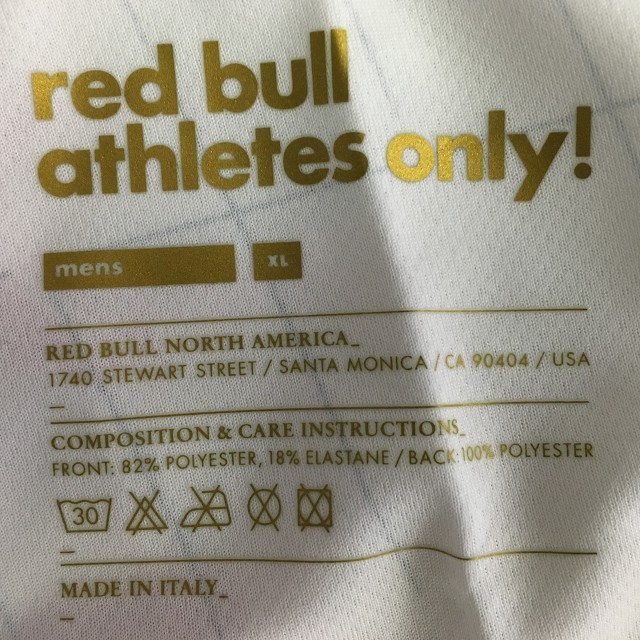 red bull
athletes only!
mens XL
RED BULL NORTH AMERICA_
1740 STEWART STREET / SANTA MONICA / CA 90404 / USA
_
COMPOSITION & CARE INSTRUCTIONS_
FRONT: 82% POLYESTER, 18% ELASTANE / BACK: 100% POLYESTER
30
_
MADE IN ITALY_
_